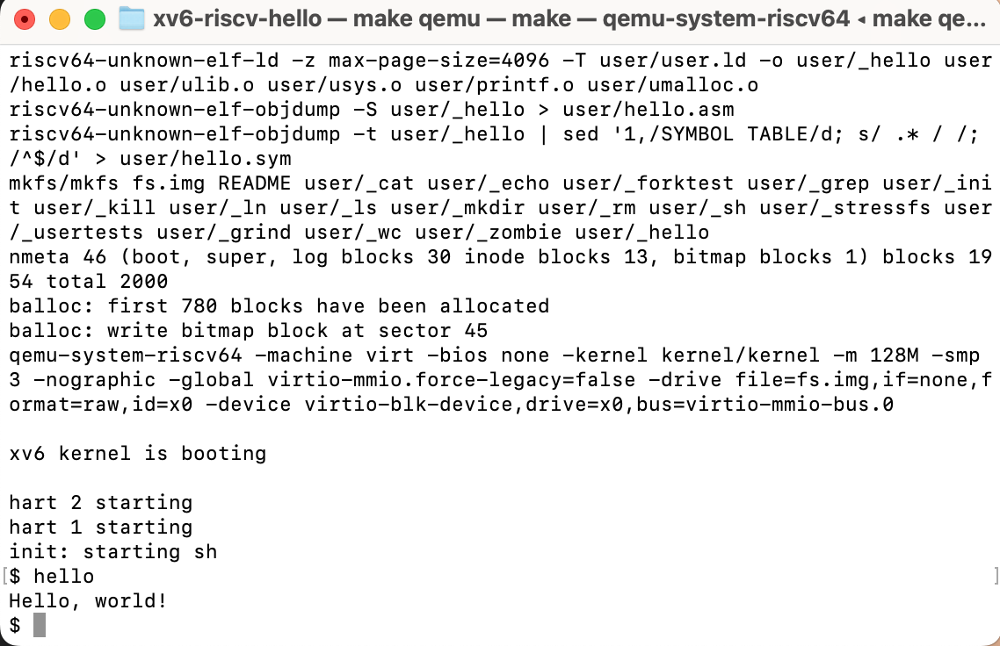 xv6-riscv-hello — make qemu — make — qemu-system-riscv64 ◂ make qe...
riscv64-unknown-elf-ld -z max-page-size=4096 -T user/user.ld -o user/_hello user
/hello.o user/ulib.o user/usys.o user/printf.o user/umalloc.o
riscv64-unknown-elf-objdump -S user/_hello > user/hello.asm
riscv64-unknown-elf-objdump -t user/_hello | sed '1,/SYMBOL TABLE/d; s/ .* / /;
/^$/d' > user/hello.sym
mkfs/mkfs fs.img README user/_cat user/_echo user/_forktest user/_grep user/_ini
t user/_kill user/_ln user/_ls user/_mkdir user/_rm user/_sh user/_stressfs user
/_usertests user/_grind user/_wc user/_zombie user/_hello
nmeta 46 (boot, super, log blocks 30 inode blocks 13, bitmap blocks 1) blocks 19
54 total 2000
balloc: first 780 blocks have been allocated
balloc: write bitmap block at sector 45
qemu-system-riscv64 -machine virt -bios none -kernel kernel/kernel -m 128M -smp
3 -nographic -global virtio-mmio.force-legacy=false -drive file=fs.img,if=none,f
ormat=raw,id=x0 -device virtio-blk-device,drive=x0,bus=virtio-mmio-bus.0
xv6 kernel is booting
hart 2 starting
hart 1 starting
init: starting sh
[$ hello ]
Hello, world!
$